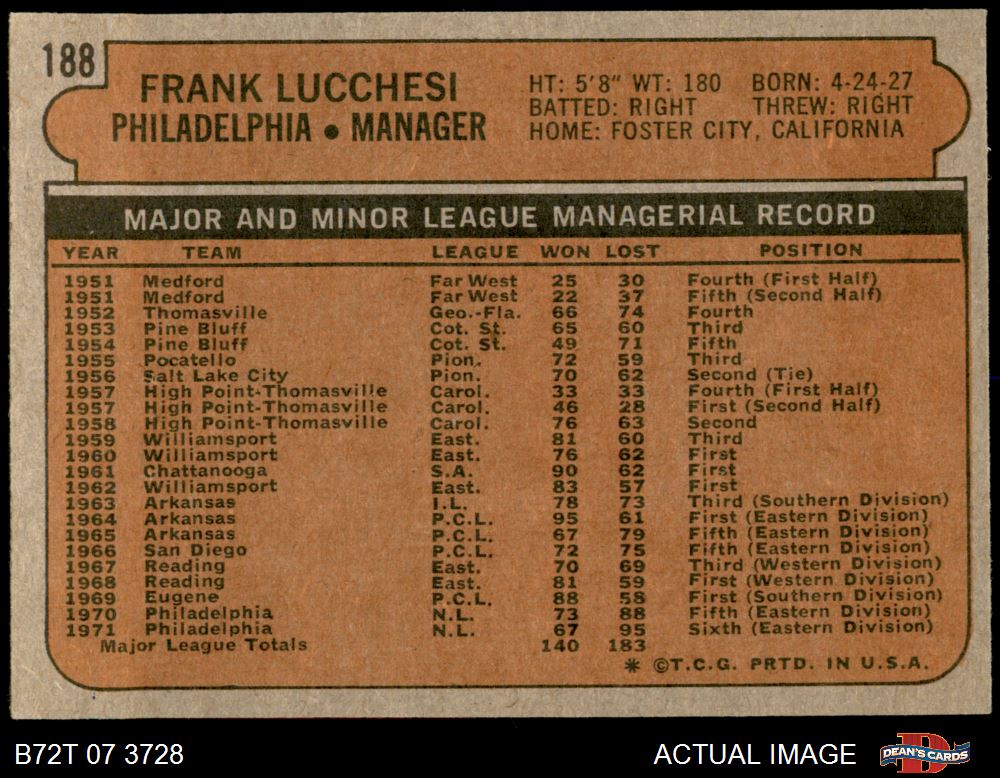 188
FRANK LUCCHESI
PHILADELPHIA • MANAGER
HT: 5'8" WT: 180 BORN: 4-24-27
BATTED: RIGHT THREW: RIGHT
HOME: FOSTER CITY, CALIFORNIA
MAJOR AND MINOR LEAGUE MANAGERIAL RECORD
YEAR TEAM LEAGUE WON LOST POSITION
1951 Medford Far West 25 30 Fourth (First Half)
1951 Medford Far West 22 37 Fifth (Second Half)
1952 Thomasville Geo.-Fla. 66 74 Fourth
1953 Pine Bluff Cot. St. 65 60 Third
1954 Pine Bluff Cot. St. 49 71 Fifth
1955 Pocatello Pion. 72 59 Third
1956 Salt Lake City Pion. 70 62 Second (Tie)
1957 High Point-Thomasville Carol. 33 33 Fourth (First Half)
1957 High Point-Thomasville Carol. 46 28 First (Second Half)
1958 High Point-Thomasville Carol. 76 63 Second
1959 Williamsport East. 81 60 Third
1960 Williamsport East. 76 62 First
1961 Chattanooga S.A. 90 62 First
1962 Williamsport East. 83 57 First
1963 Arkansas I.L. 78 73 Third (Southern Division)
1964 Arkansas P.C.L. 95 61 First (Eastern Division)
1965 Arkansas P.C.L. 67 79 Fifth (Eastern Division)
1966 San Diego P.C.L. 72 75 Fifth (Eastern Division)
1967 Reading East. 70 69 Third (Western Division)
1968 Reading East. 81 59 First (Western Division)
1969 Eugene P.C.L. 88 58 First (Southern Division)
1970 Philadelphia N.L. 73 88 Fifth (Eastern Division)
1971 Philadelphia N.L. 67 95 Sixth (Eastern Division)
Major League Totals 140 183
* ©T.C.G. PRTD. IN U.S.A.
B72T 07 3728 ACTUAL IMAGE DEAN'S CARDS